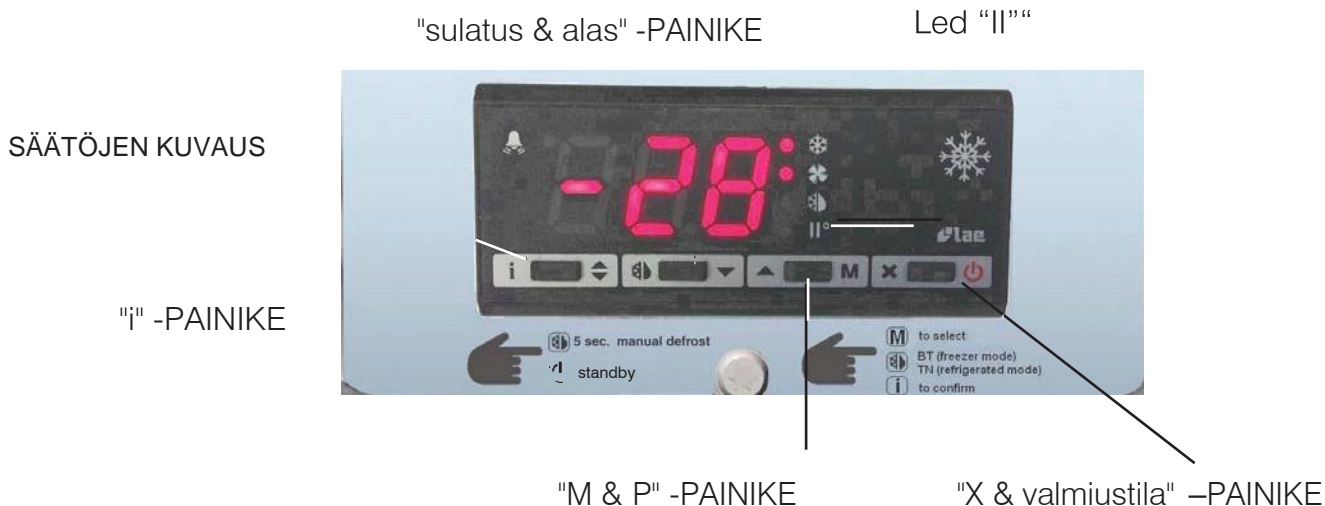 "sulatus & alas" -PAINIKE
Led “II”“
SÄÄTÖJEN KUVAUS
-28:
II°
lae
i
M
"i" -PAINIKE
5 sec. manual defrost
standby
M to select
BT (freezer mode)
TN (refrigerated mode)
i to confirm
"M & P" -PAINIKE
"X & valmiustila" –PAINIKE